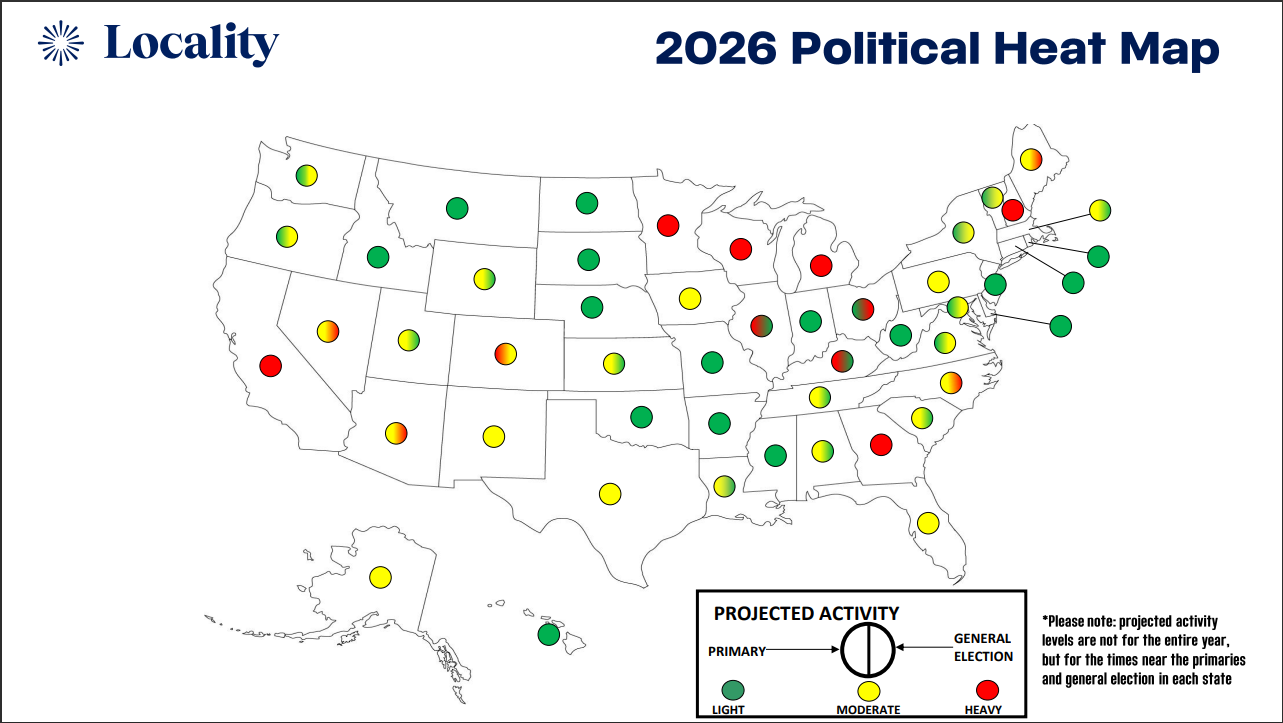 Locality
2026 Political Heat Map
PROJECTED ACTIVITY
PRIMARY
GENERAL
ELECTION
LIGHT
MODERATE
HEAVY
*Please note: projected activity
levels are not for the entire year,
but for the times near the primaries
and general election in each state